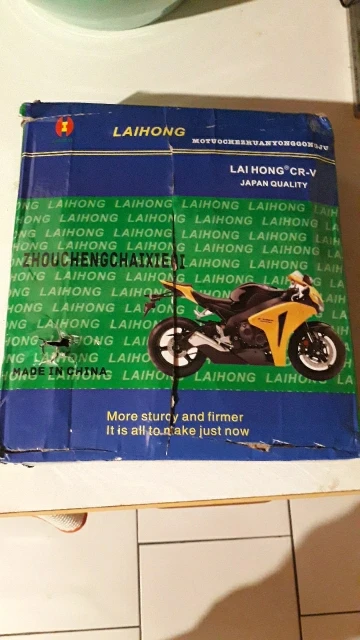 LAIHONG
MOTUOCHEZHUANYONGGONGJU
LAI HONG® CR-V
JAPAN QUALITY
LAIHONG LAIHONG LAIHONG LAIHONG
ZHOUCHENGCHAIXIEQI
MADE IN CHINA
More sturdy and firmer
It is all to make just now